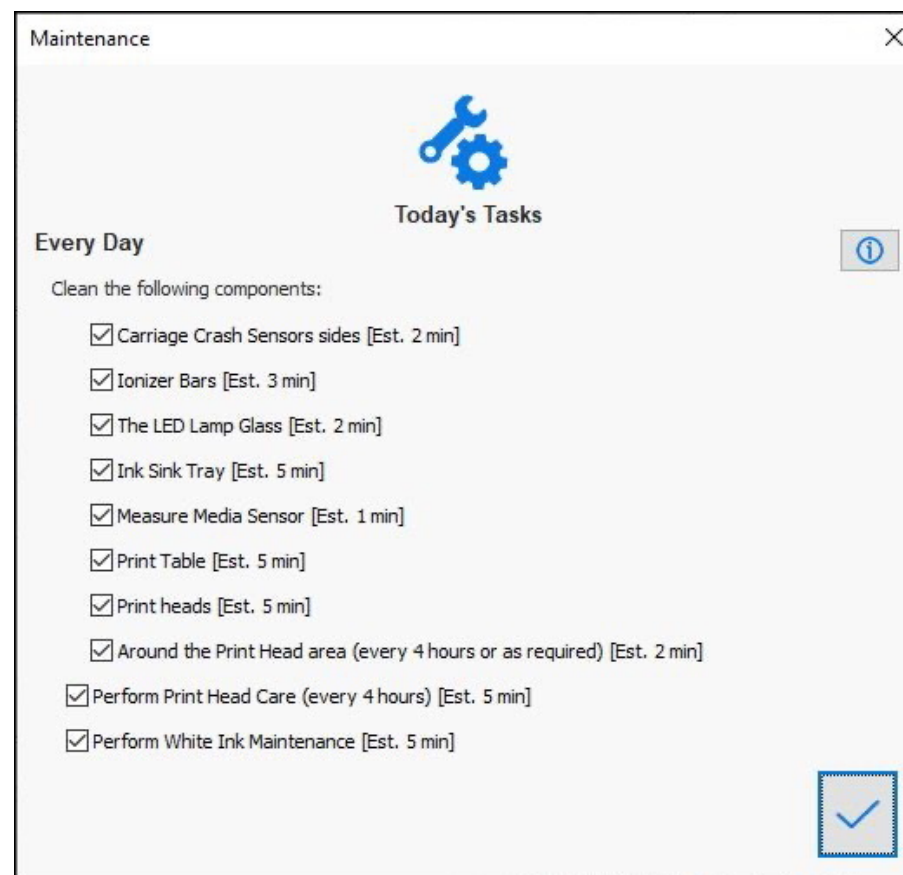 Maintenance
Today's Tasks
Every Day
Clean the following components:
Carriage Crash Sensors sides [Est. 2 min]
Ionizer Bars [Est. 3 min]
The LED Lamp Glass [Est. 2 min]
Ink Sink Tray [Est. 5 min]
Measure Media Sensor [Est. 1 min]
Print Table [Est. 5 min]
Print heads [Est. 5 min]
Around the Print Head area (every 4 hours or as required) [Est. 2 min]
Perform Print Head Care (every 4 hours) [Est. 5 min]
Perform White Ink Maintenance [Est. 5 min]